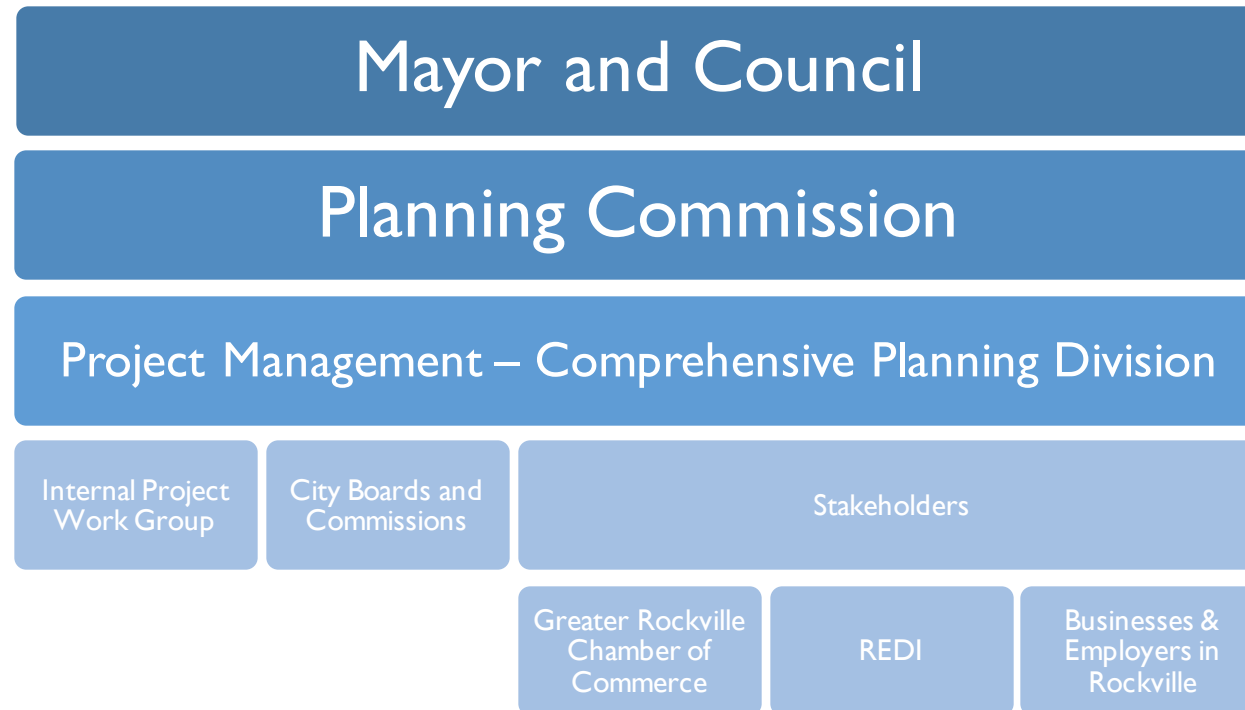 Mayor and Council
Planning Commission
Project Management – Comprehensive Planning Division
Internal Project
Work Group
City Boards and
Commissions
Stakeholders
Greater Rockville
Chamber of
Commerce
REDI
Businesses &
Employers in
Rockville